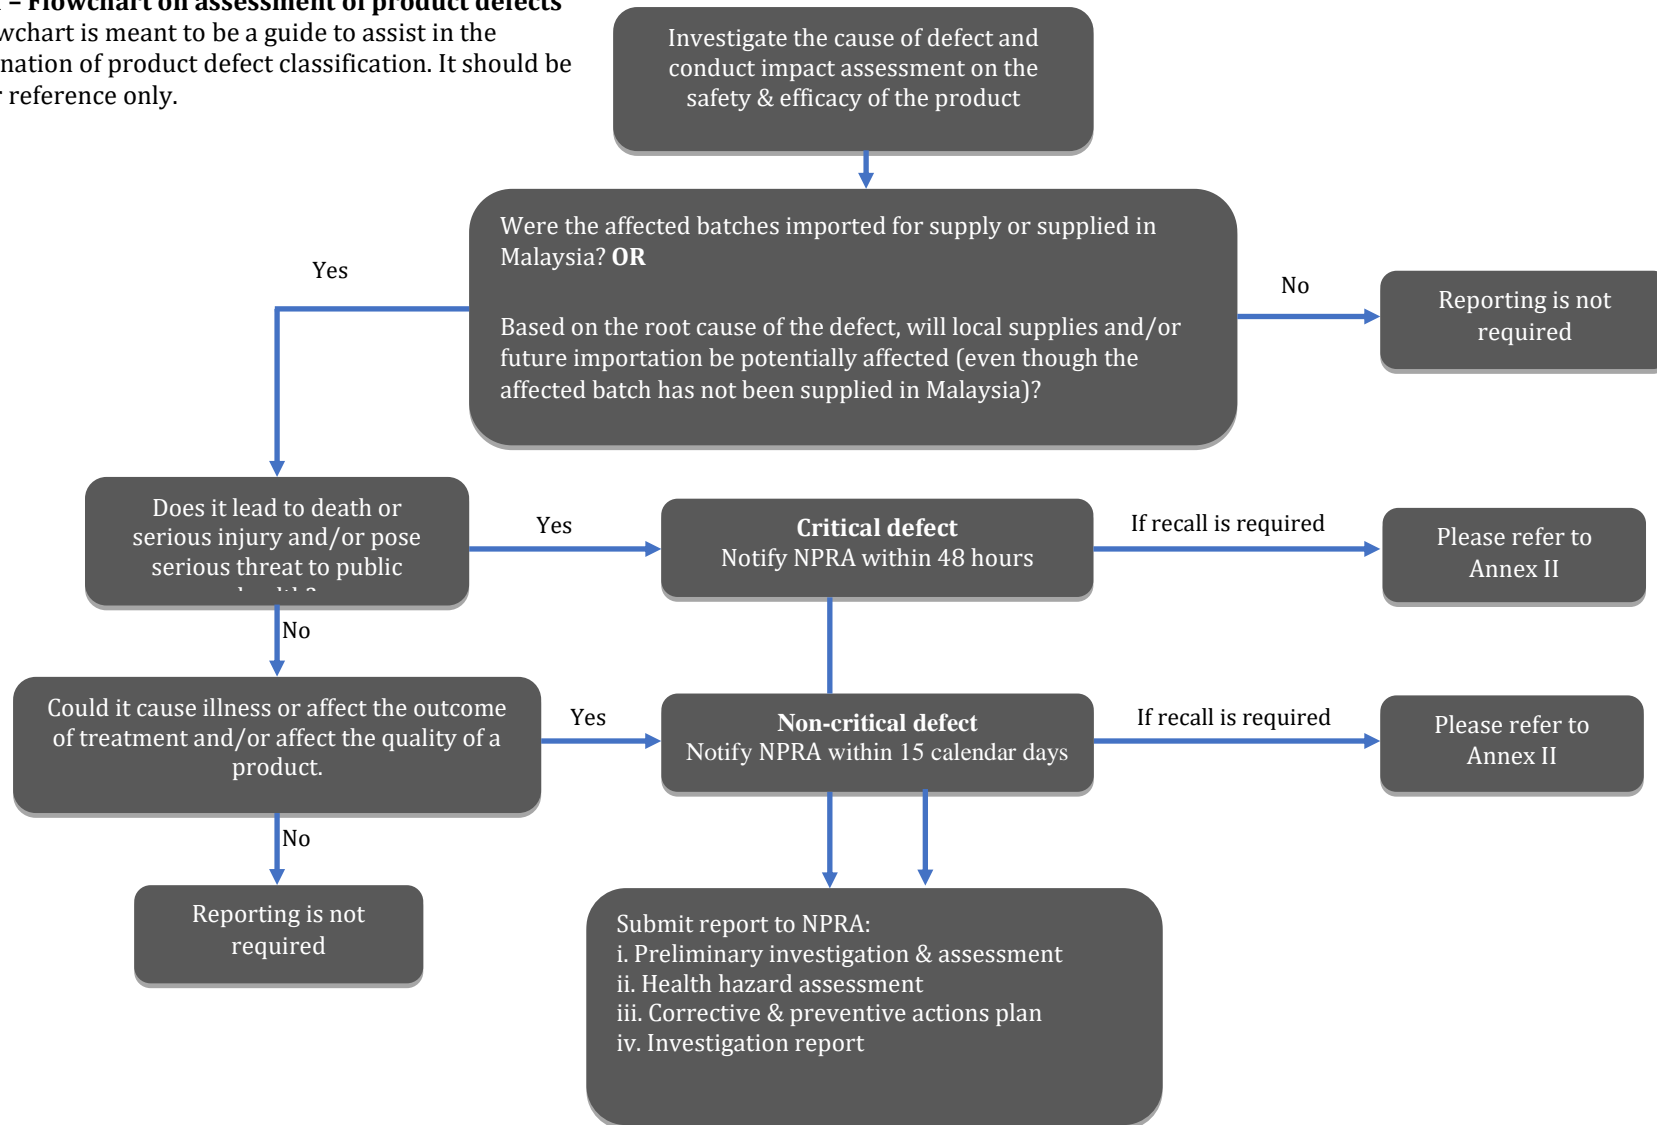 – Flowchart on assessment of product defects
wchart is meant to be a guide to assist in the
nation of product defect classification. It should be
r reference only.
Investigate the cause of defect and
conduct impact assessment on the
safety & efficacy of the product
Were the affected batches imported for supply or supplied in
Malaysia? OR
Based on the root cause of the defect, will local supplies and/or
future importation be potentially affected (even though the
affected batch has not been supplied in Malaysia)?
Yes
No
Reporting is not
required
Does it lead to death or
serious injury and/or pose
serious threat to public
Yes
Critical defect
Notify NPRA within 48 hours
If recall is required
Please refer to
Annex II
No
Could it cause illness or affect the outcome
of treatment and/or affect the quality of a
product.
Yes
Non-critical defect
Notify NPRA within 15 calendar days
If recall is required
Please refer to
Annex II
No
Reporting is not
required
Submit report to NPRA:
i. Preliminary investigation & assessment
ii. Health hazard assessment
iii. Corrective & preventive actions plan
iv. Investigation report